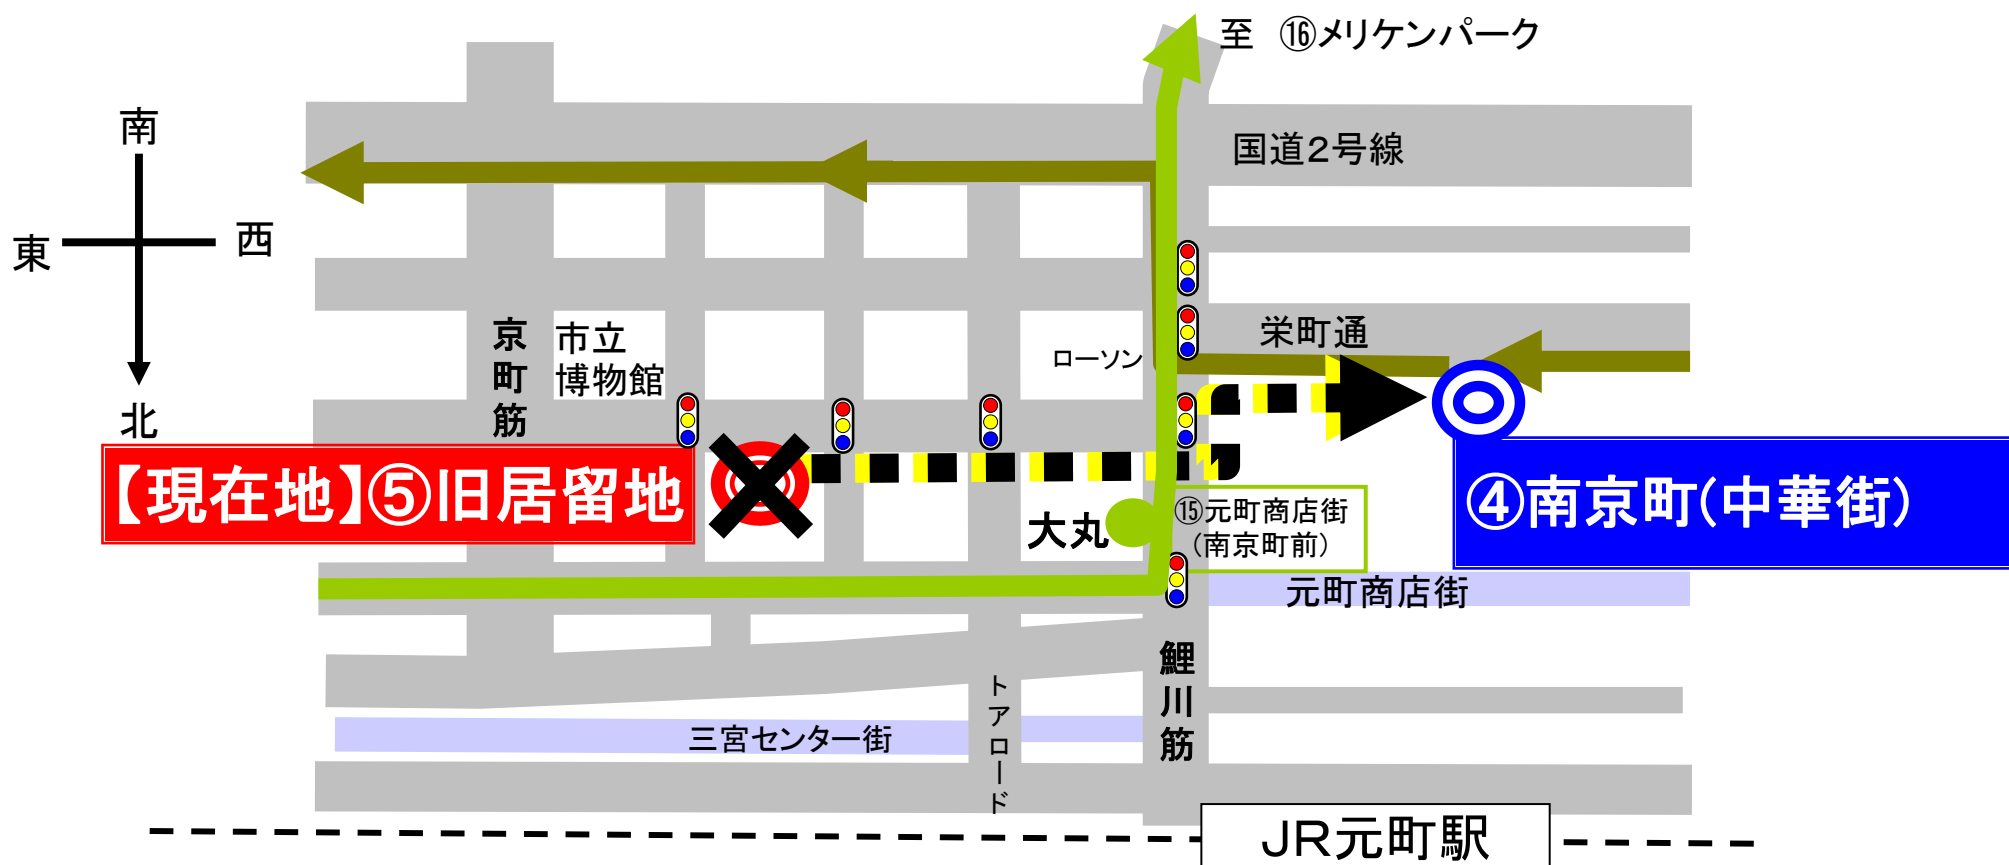 至 ⑯メリケンパーク
南
国道2号線
東
西
京町筋
市立
博物館
栄町通
ローソン
北
【現在地】⑤旧居留地
④南京町(中華街)
大丸
⑮元町商店街
(南京町前)
元町商店街
鯉川筋
トアロード
三宮センター街
JR元町駅